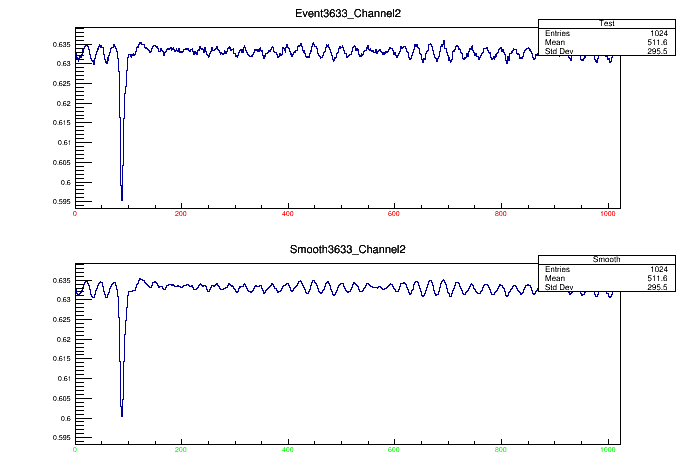 Event3633_Channel2
Test
Entries 1024
Mean 511.6
Std Dev 295.5
0.635
0.63
0.625
0.62
0.615
0.61
0.605
0.6
0.595
0 200 400 600 800 1000
Smooth3633_Channel2
Smooth
Entries 1024
Mean 511.6
Std Dev 295.5
0.635
0.63
0.625
0.62
0.615
0.61
0.605
0.6
0.595
0 200 400 600 800 1000